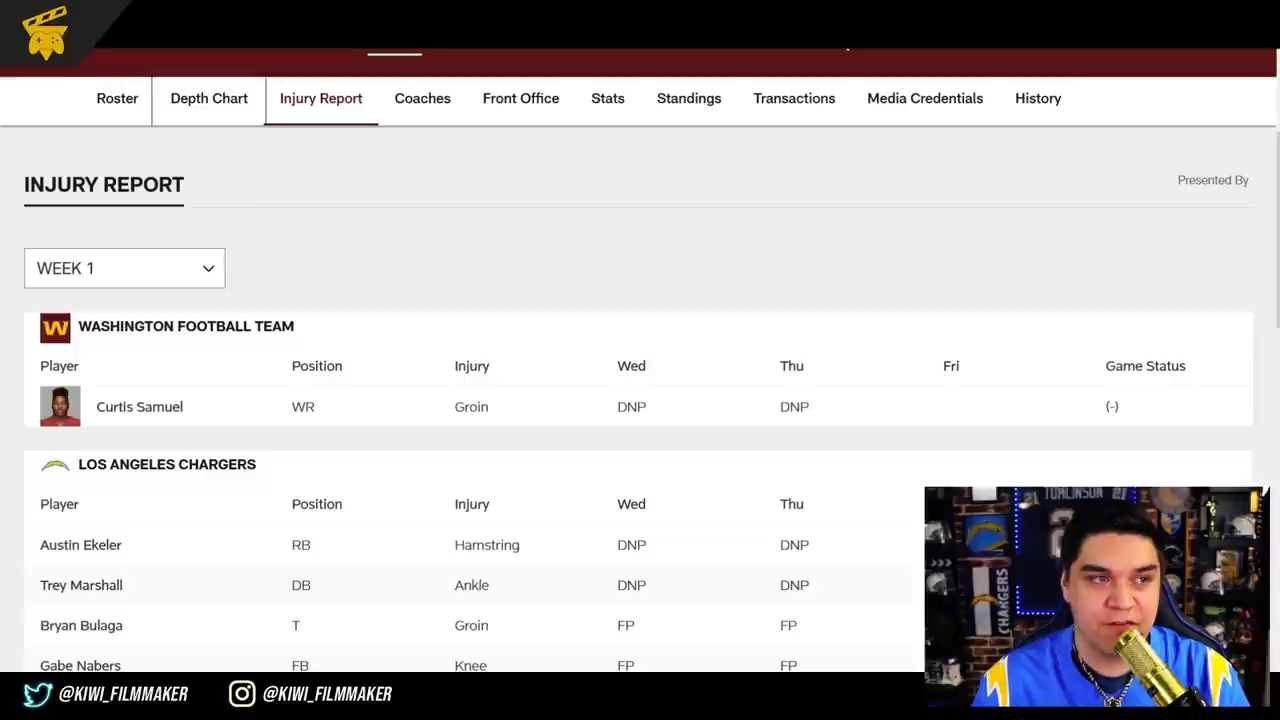 Roster Depth Chart Injury Report Coaches Front Office Stats Standings Transactions Media Credentials History
INJURY REPORT
Presented By
WEEK 1
W WASHINGTON FOOTBALL TEAM
Player Position Injury Wed Thu Fri Game Status
Curtis Samuel WR Groin DNP DNP (-)
LOS ANGELES CHARGERS
Player Position Injury Wed Thu
Austin Ekeler RB Hamstring DNP DNP
Trey Marshall DB Ankle DNP DNP
Bryan Bulaga T Groin FP FP
Gabe Nabers FB Knee FP FP
TOMLINSON 21
CHARGERS
@KIWI_FILMMAKER @KIWI_FILMMAKER